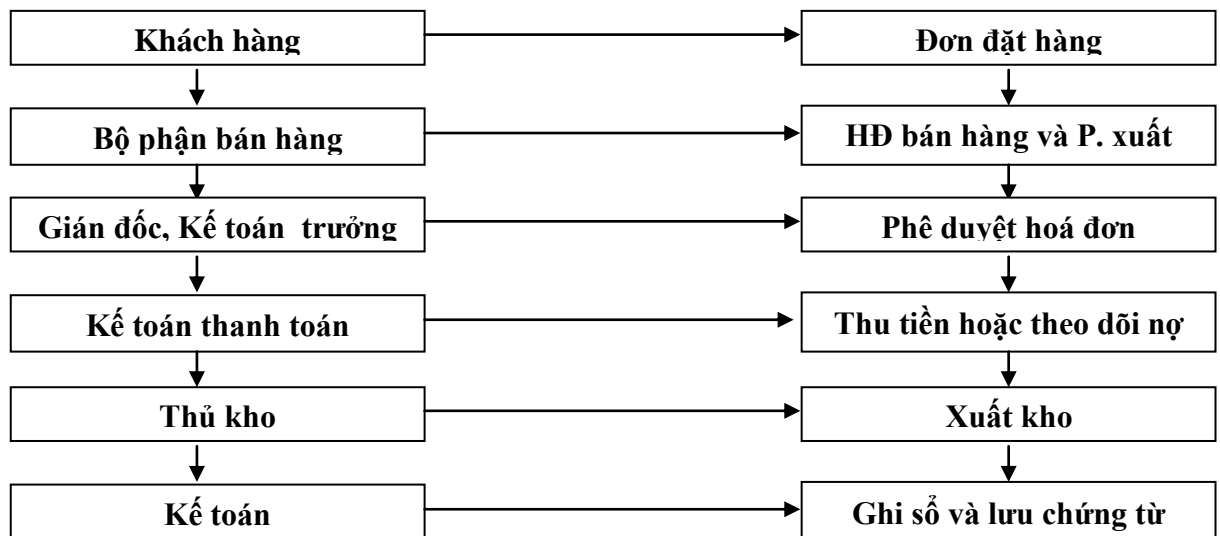 Khách hàng
Đơn đặt hàng
Bộ phận bán hàng
HĐ bán hàng và P. xuất
Gián đốc, Kế toán trưởng
Phê duyệt hoá đơn
Kế toán thanh toán
Thu tiền hoặc theo dõi nợ
Thủ kho
Xuất kho
Kế toán
Ghi sổ và lưu chứng từ